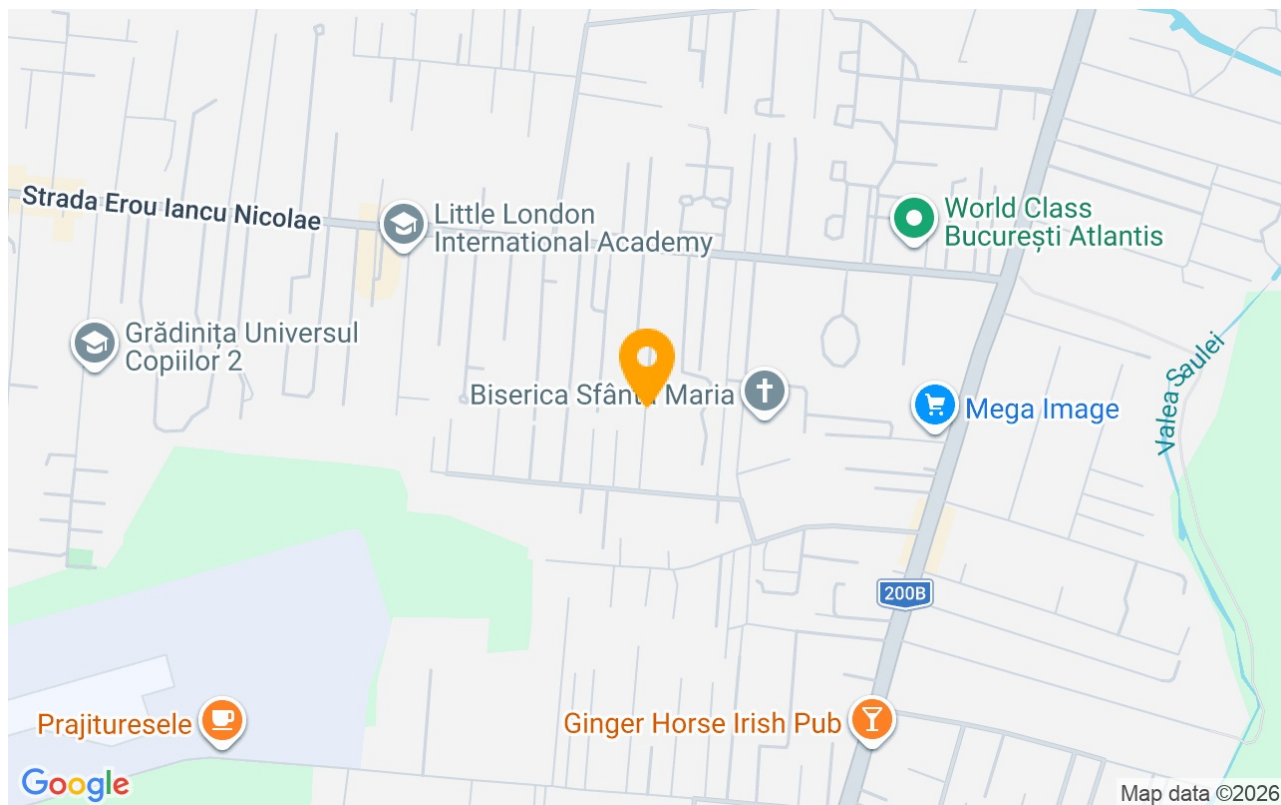 Strada Erou Iancu Nicolae
Little London
International Academy
World Class
București Atlantis
Grădinița Universul
Copiilor 2
Valea Saulei
Biserica Sfânta Maria
Mega Image
200B
Prajituresele
Ginger Horse Irish Pub
Google
Map data ©2026